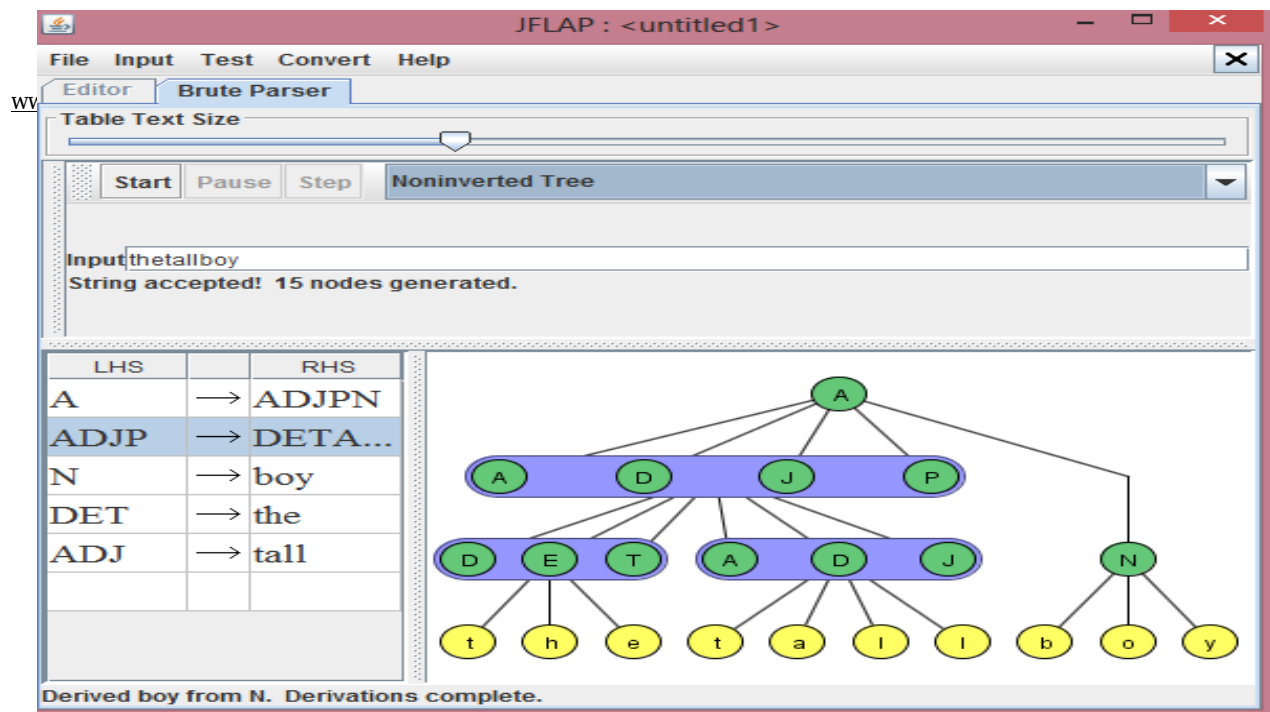 JFLAP : <untitled1>
File Input Test Convert Help
Editor Brute Parser
Table Text Size
Start Pause Step Noninverted Tree
Input thetallboy
String accepted! 15 nodes generated.
LHS RHS
A → ADJPN
ADJP → DETA...
N → boy
DET → the
ADJ → tall
A
A D J P
D E T A D J N
t h e t a l l b o y
Derived boy from N. Derivations complete.